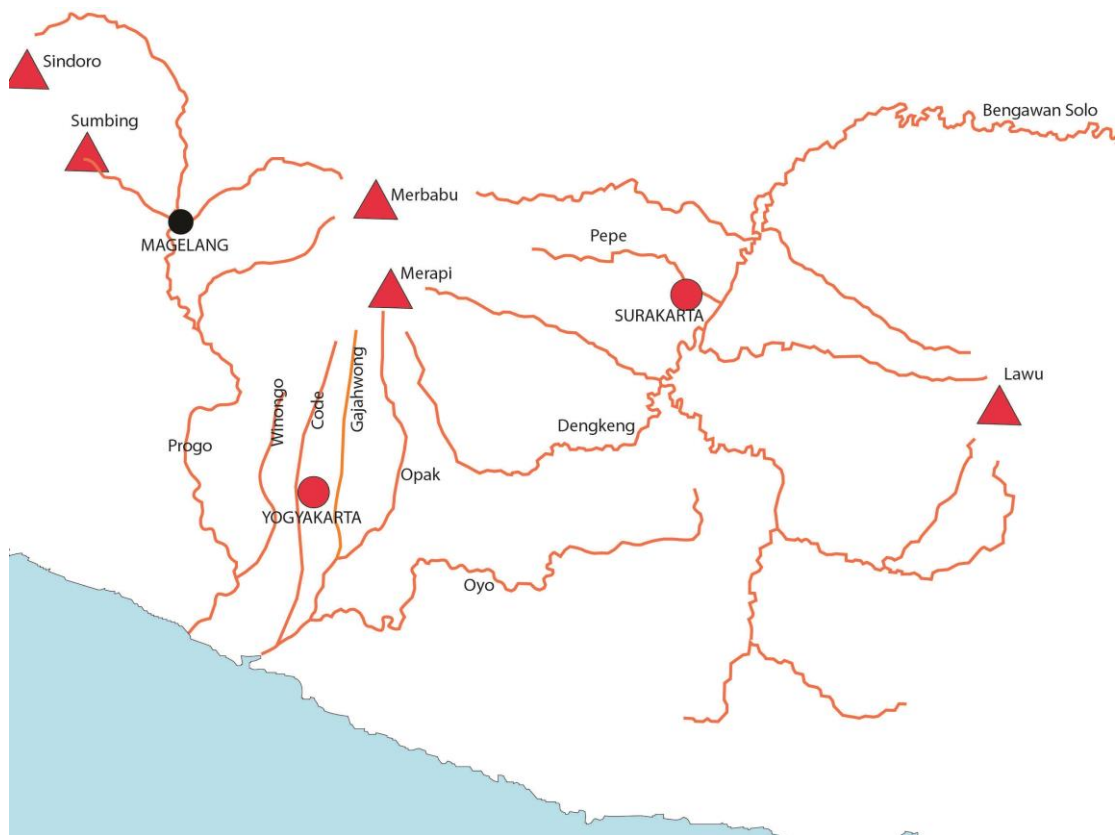 Sindoro
Bengawan Solo
Sumbing
Merbabu
MAGELANG
Pepe
Merapi
SURAKARTA
Lawu
Winongo
Code
Gajahwong
Progo
Dengkeng
Opak
YOGYAKARTA
Oyo